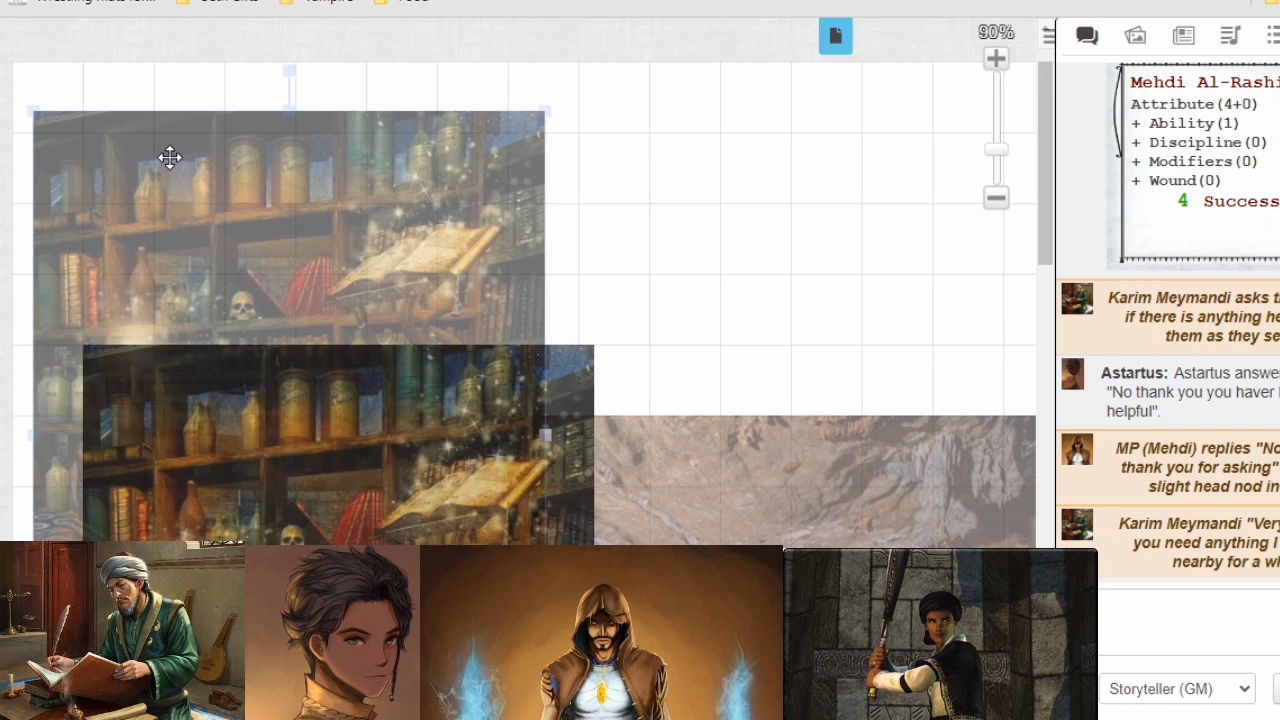 90%
Mehdi Al-Rashi
Attribute(4+0)
+ Ability(1)
+ Discipline(0)
+ Modifiers(0)
+ Wound(0)
4 Success
Karim Meymandi asks t
if there is anything he
them as they se
Astartus: Astartus answe
"No thank you you haver
helpful".
MP (Mehdi) replies "No
thank you for asking"
slight head nod in
Karim Meymandi "Very
you need anything I
nearby for a wh
Storyteller (GM)